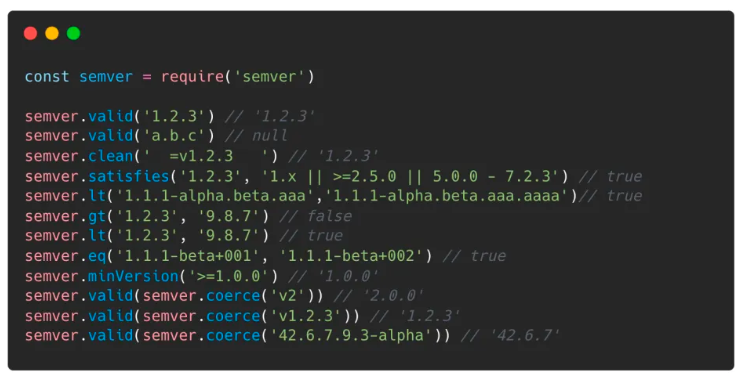 const semver = require('semver')
semver.valid('1.2.3') // '1.2.3'
semver.valid('a.b.c') // null
semver.clean('  =v1.2.3   ') // '1.2.3'
semver.satisfies('1.2.3', '1.x || >=2.5.0 || 5.0.0 - 7.2.3') // true
semver.lt('1.1.1-alpha.beta.aaa','1.1.1-alpha.beta.aaa.aaaa')// true
semver.gt('1.2.3', '9.8.7') // false
semver.lt('1.2.3', '9.8.7') // true
semver.eq('1.1.1-beta+001', '1.1.1-beta+002') // true
semver.minVersion('>=1.0.0') // '1.0.0'
semver.valid(semver.coerce('v2')) // '2.0.0'
semver.valid(semver.coerce('v1.2.3')) // '1.2.3'
semver.valid(semver.coerce('42.6.7.9.3-alpha')) // '42.6.7'